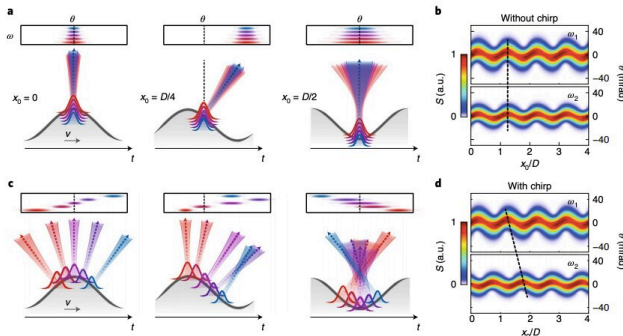 a
b
c
d
θ
θ
θ
ω
x₀ = 0
x₀ = D/4
x₀ = D/2
v
t
t
t
Without chirp
ω₁
ω₂
S (a.u.)
1
0
40
0
–40
40
0
–40
θ (mrad)
0 1 2 3 4
x₀/D
v
t
t
t
With chirp
ω₁
ω₂
S (a.u.)
1
0
40
0
–40
40
0
–40
θ (mrad)
0 1 2 3 4
x₀/D